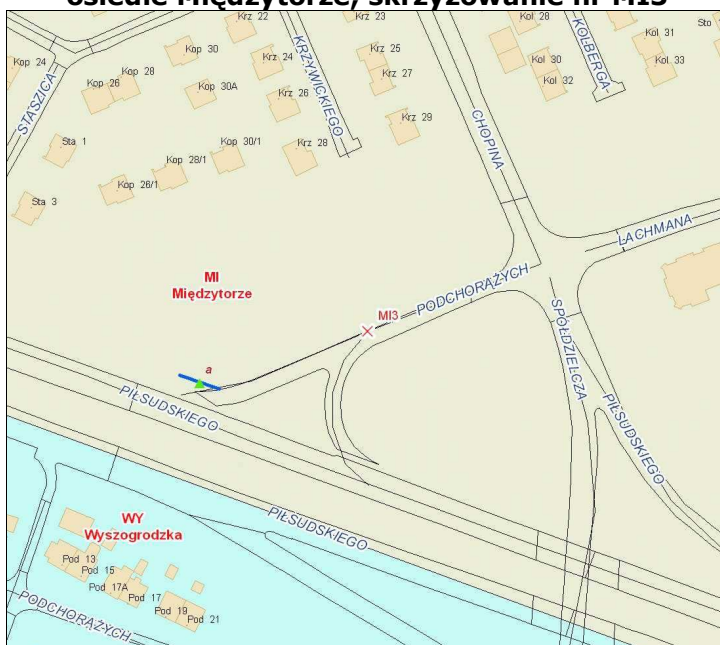 osiedle Międzytorze, skrzyżowanie nr MI3
Krz 22
Krz 23
Kol 28
Kol 31
Sto
Kop 30
KRZYWICKIEGO
KOLBERGA
Kop 24
STASZICA
Kop 28
Kop 26
Krz 24
Krz 25
Kol 30
Kol 33
Krz 27
Kol 32
Kop 30A
Krz 26
CHOPINA
Krz 29
Sta 1
Kop 30/1
Krz 28
Kop 28/1
Kop 26/1
Sta 3
LACHMANA
MI
Międzytorze
PODCHORĄŻYCH
MI3
SPÓŁDZIELCZA
a
PIŁSUDSKIEGO
PIŁSUDSKIEGO
PIŁSUDSKIEGO
WY
Wyszogrodzka
Pod 13
Pod 15
Pod 17A
Pod 17
Pod 19
Pod 21
PODCHORĄŻYCH